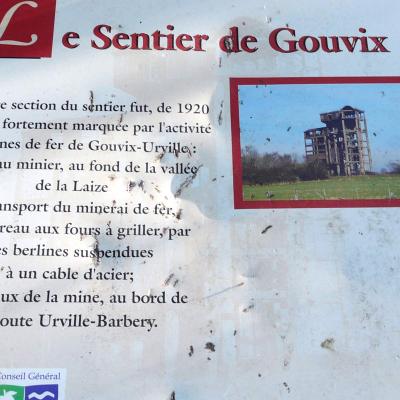 Le Sentier de Gouvix
e section du sentier fut, de 1920
fortement marquée par l'activité
nes de fer de Gouvix-Urville :
au minier, au fond de la vallée
de la Laize
ansport du minerai de fer,
reau aux fours à griller, par
es berlines suspendues
à un cable d'acier;
ux de la mine, au bord de
oute Urville-Barbery.
Conseil Général